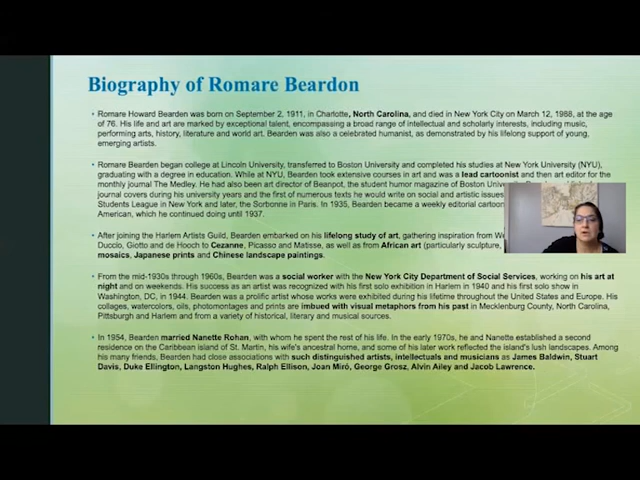 Biography of Romare Beardon
• Romare Howard Bearden was born on September 2, 1911, in Charlotte, North Carolina, and died in New York City on March 12, 1988, at the age
of 76. His life and art are marked by exceptional talent, encompassing a broad range of intellectual and scholarly interests, including music,
performing arts, history, literature and world art. Bearden was also a celebrated humanist, as demonstrated by his lifelong support of young,
emerging artists.
• Romare Bearden began college at Lincoln University, transferred to Boston University and completed his studies at New York University (NYU),
graduating with a degree in education. While at NYU, Bearden took extensive courses in art and was a lead cartoonist and then art editor for the
monthly journal The Medley. He had also been art director of Beanpot, the student humor magazine of Boston
journal covers during his university years and the first of numerous texts he would write on social and artistic
Students League in New York and later, the Sorbonne in Paris. In 1935, Bearden became a weekly editorial
American, which he continued doing until 1937.
• After joining the Harlem Artists Guild, Bearden embarked on his lifelong study of art, gathering inspiration from
Duccio, Giotto and de Hooch to Cezanne, Picasso and Matisse, as well as from African art (particularly sculpture,
mosaics, Japanese prints and Chinese landscape paintings.
• From the mid-1930s through 1960s, Bearden was a social worker with the New York City Department of Social Services, working on his art at
night and on weekends. His success as an artist was recognized with his first solo exhibition in Harlem in 1940 and his first solo show in
Washington, DC, in 1944. Bearden was a prolific artist whose works were exhibited during his lifetime throughout the United States and Europe. His
collages, watercolors, oils, photomontages and prints are imbued with visual metaphors from his past in Mecklenburg County, North Carolina,
Pittsburgh and Harlem and from a variety of historical, literary and musical sources.
• In 1954, Bearden married Nanette Rohan, with whom he spent the rest of his life. In the early 1970s, he and Nanette established a second
residence on the Caribbean island of St. Martin, his wife's ancestral home, and some of his later work reflected the island's lush landscapes. Among
his many friends, Bearden had close associations with such distinguished artists, intellectuals and musicians as James Baldwin, Stuart
Davis, Duke Ellington, Langston Hughes, Ralph Ellison, Joan Miró, George Grosz, Alvin Ailey and Jacob Lawrence.